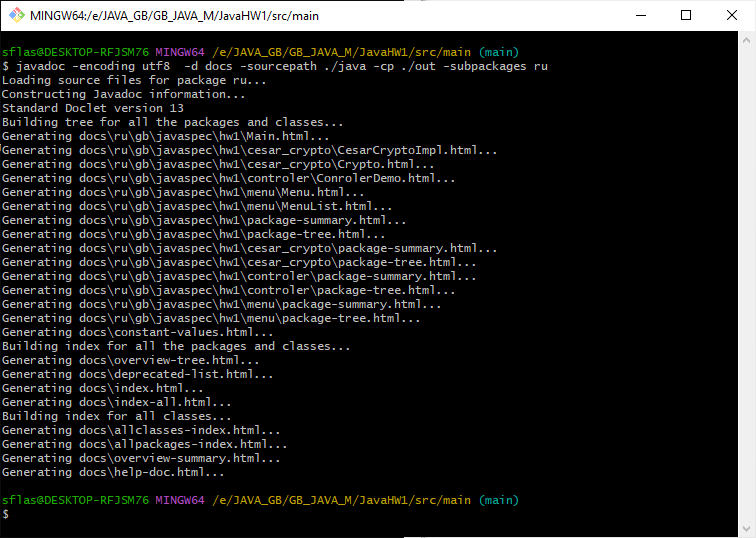 MINGW64:/e/JAVA_GB/GB_JAVA_M/JavaHW1/src/main
sflas@DESKTOP-RFJSM76 MINGW64 /e/JAVA_GB/GB_JAVA_M/JavaHW1/src/main (main)
$ javadoc -encoding utf8  -d docs -sourcepath ./java -cp ./out -subpackages ru
Loading source files for package ru...
Constructing Javadoc information...
Standard Doclet version 13
Building tree for all the packages and classes...
Generating docs\ru\gb\javaspec\hw1\Main.html...
Generating docs\ru\gb\javaspec\hw1\cesar_crypto\CesarCryptoImpl.html...
Generating docs\ru\gb\javaspec\hw1\cesar_crypto\Crypto.html...
Generating docs\ru\gb\javaspec\hw1\controler\ConrolerDemo.html...
Generating docs\ru\gb\javaspec\hw1\menu\Menu.html...
Generating docs\ru\gb\javaspec\hw1\menu\MenuList.html...
Generating docs\ru\gb\javaspec\hw1\package-summary.html...
Generating docs\ru\gb\javaspec\hw1\package-tree.html...
Generating docs\ru\gb\javaspec\hw1\cesar_crypto\package-summary.html...
Generating docs\ru\gb\javaspec\hw1\cesar_crypto\package-tree.html...
Generating docs\ru\gb\javaspec\hw1\controler\package-summary.html...
Generating docs\ru\gb\javaspec\hw1\controler\package-tree.html...
Generating docs\ru\gb\javaspec\hw1\menu\package-summary.html...
Generating docs\ru\gb\javaspec\hw1\menu\package-tree.html...
Generating docs\constant-values.html...
Building index for all the packages and classes...
Generating docs\overview-tree.html...
Generating docs\deprecated-list.html...
Generating docs\index.html...
Generating docs\index-all.html...
Building index for all classes...
Generating docs\allclasses-index.html...
Generating docs\allpackages-index.html...
Generating docs\overview-summary.html...
Generating docs\help-doc.html...
sflas@DESKTOP-RFJSM76 MINGW64 /e/JAVA_GB/GB_JAVA_M/JavaHW1/src/main (main)
$